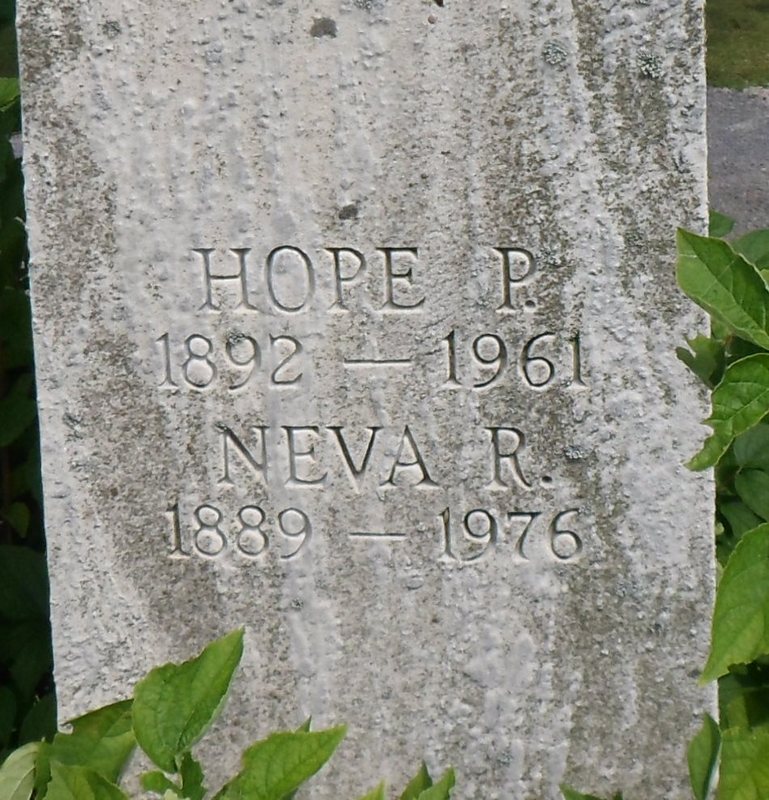 HOPE P.
1892 — 1961
NEVA R.
1889 — 1976